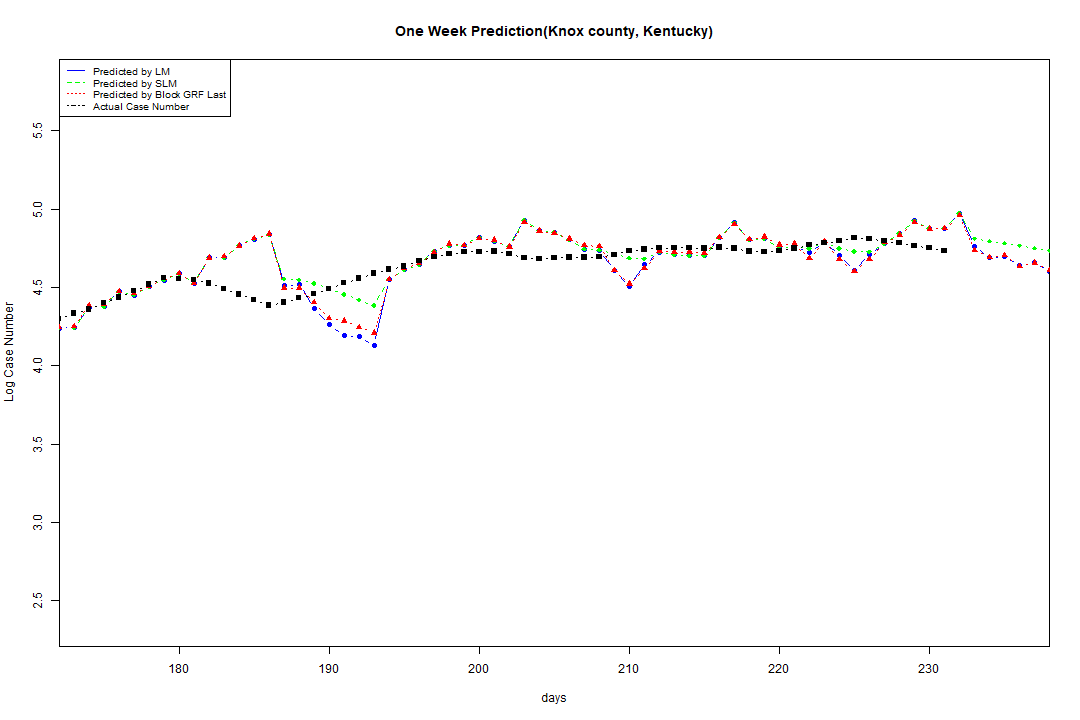 One Week Prediction(Knox county, Kentucky)
Predicted by LM
Predicted by SLM
Predicted by Block GRF Last
Actual Case Number
5.5
5.0
4.5
4.0
3.5
3.0
2.5
Log Case Number
180 190 200 210 220 230
days